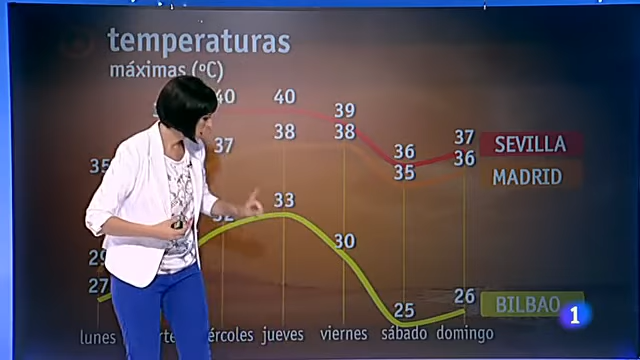 temperaturas
máximas (ºC)
40 40 39
35 37 38 38 36 35 37 36
SEVILLA
MADRID
29 27 32 33 30 25 26
BILBAO 1
lunes jueves viernes sábado domingo